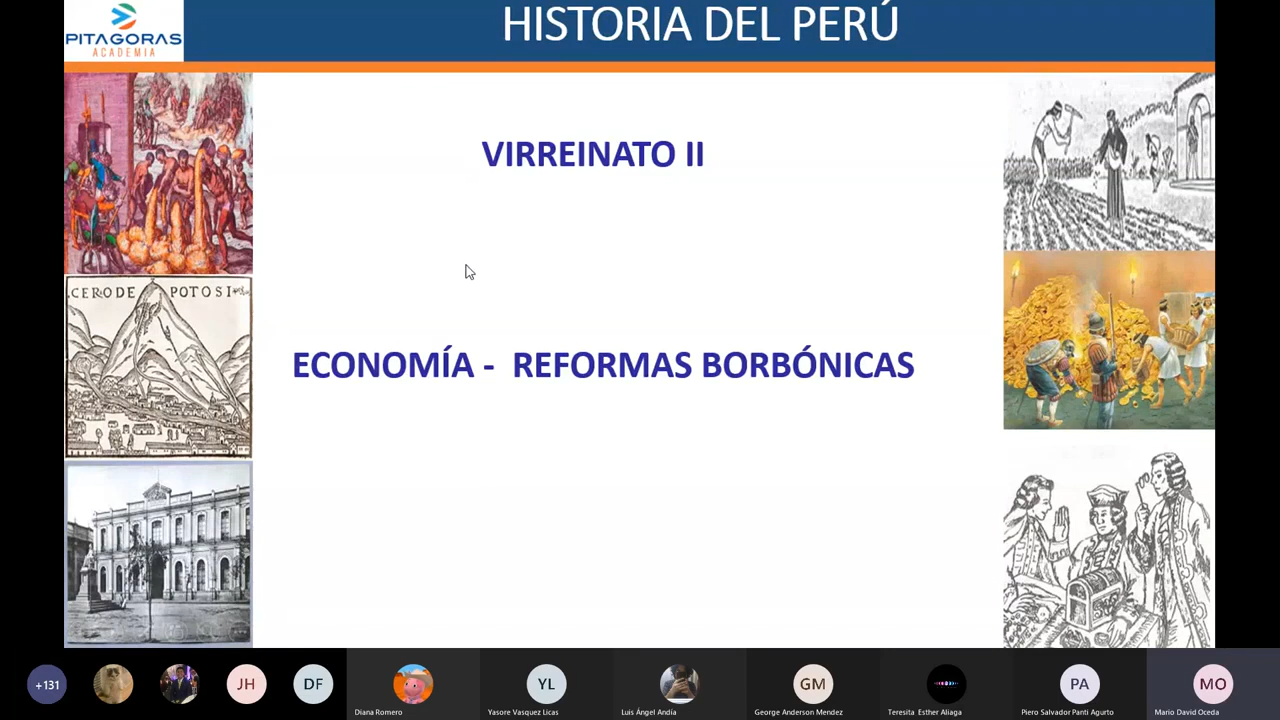 PITAGORAS
ACADEMIA
HISTORIA DEL PERÚ
VIRREINATO II
CERO DE POTOSI
ECONOMÍA - REFORMAS BORBÓNICAS
+131
JH
DF
Diana Romero
YL
Yasore Vasquez Licas
Luis Ángel Andía
GM
George Anderson Mendez
Teresita Esther Aliaga
PA
Piero Salvador Panti Agurto
MO
Mario David Oceda